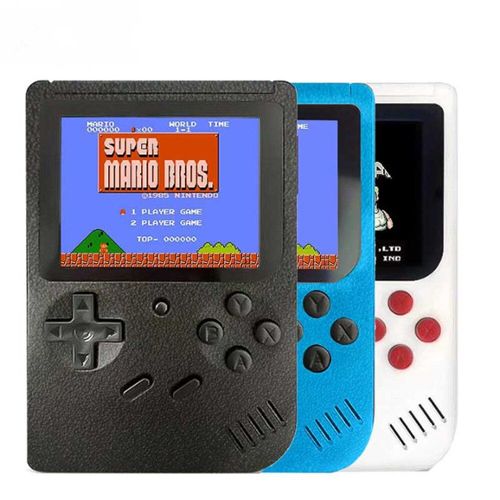 MARIO WORLD TIME
000000 x00 1-1
SUPER
MARIO BROS.
©1985 NINTENDO
1 PLAYER GAME
2 PLAYER GAME
TOP- 000000
Y
B X
A
Y
X
A
.,LTD
INC